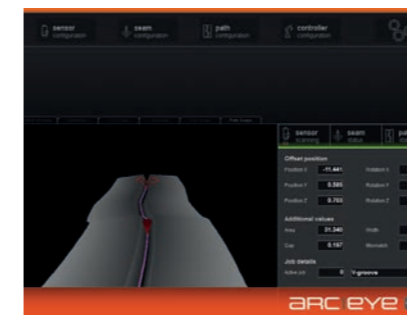 sensor configuration
seam configuration
path configuration
controller configuration
sensor scanning
seam status
Offset position
Position X -11.441 Rotation X
Position Y 0.585 Rotation Y
Position Z 0.703 Rotation Z
Additional values
Area 31.540 Width
Gap 0.197 Mismatch
Job details
Active job 0 V-groove
arc eye